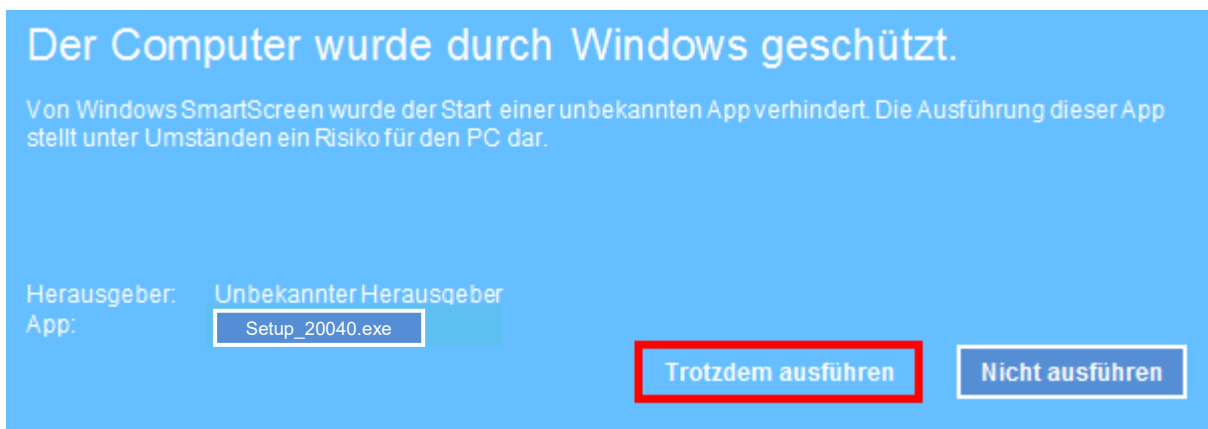 Der Computer wurde durch Windows geschützt.
Von Windows SmartScreen wurde der Start einer unbekannten App verhindert. Die Ausführung dieser App
stellt unter Umständen ein Risiko für den PC dar.
Herausgeber: Unbekannter Herausgeber
App: Setup_20040.exe
Trotzdem ausführen Nicht ausführen